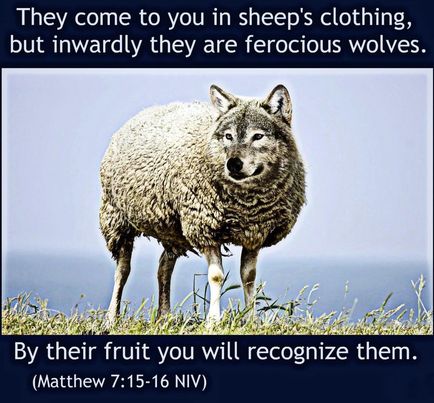 They come to you in sheep's clothing,
but inwardly they are ferocious wolves.
By their fruit you will recognize them.
(Matthew 7:15-16 NIV)